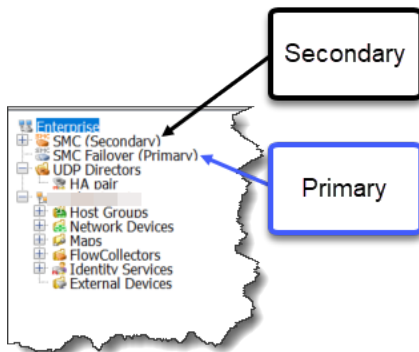 Secondary
Enterprise
SMC (Secondary)
SMC Failover (Primary)
UDP Directors
HA pair
Host Groups
Network Devices
Maps
FlowCollectors
Identity Services
External Devices
Primary